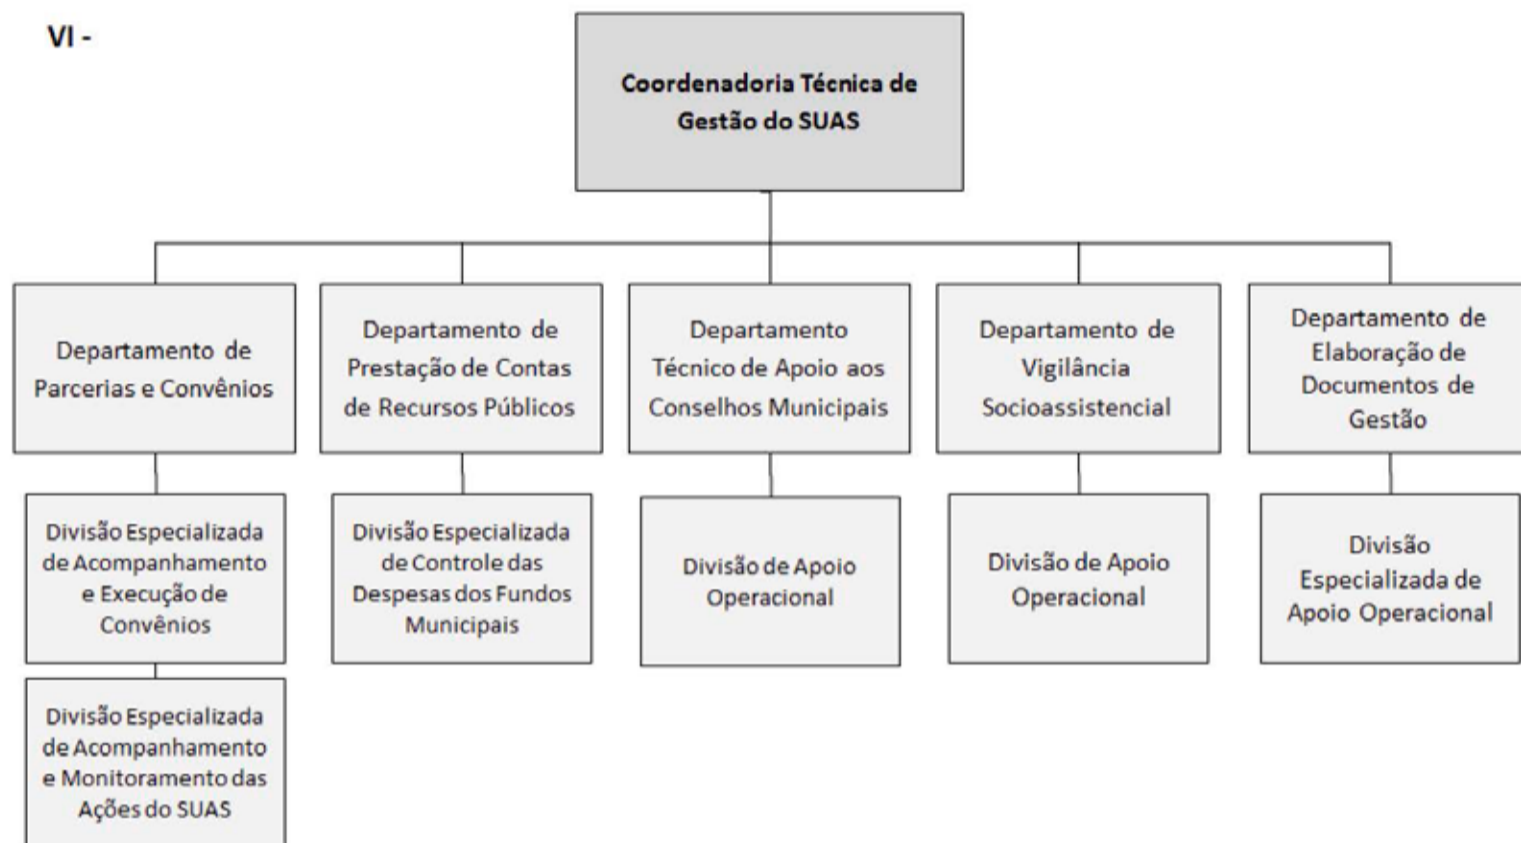 VI -
Coordenadoria Técnica de
Gestão do SUAS
Departamento de
Parcerias e Convênios
Departamento de
Prestação de Contas
de Recursos Públicos
Departamento
Técnico de Apoio aos
Conselhos Municipais
Departamento de
Vigilância
Socioassistencial
Departamento de
Elaboração de
Documentos de
Gestão
Divisão Especializada
de Acompanhamento
e Execução de
Convênios
Divisão Especializada
de Controle das
Despesas dos Fundos
Municipais
Divisão de Apoio
Operacional
Divisão de Apoio
Operacional
Divisão
Especializada de
Apoio Operacional
Divisão Especializada
de Acompanhamento
e Monitoramento das
Ações do SUAS